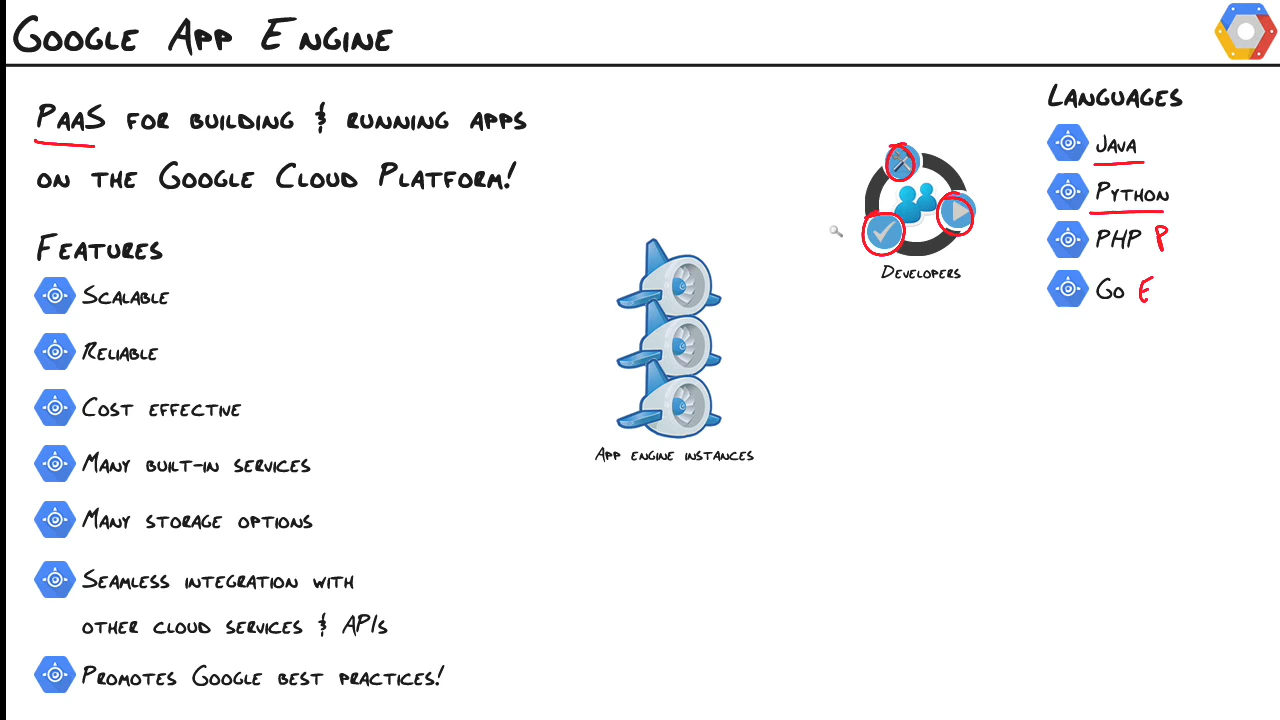 Google App Engine
PaaS for building & running apps
on the Google Cloud Platform!
Features
Scalable
Reliable
Cost effective
Many built-in services
Many storage options
Seamless integration with
other cloud services & APIs
Promotes Google best practices!
App engine instances
Developers
Languages
Java
Python
PHP P
Go E